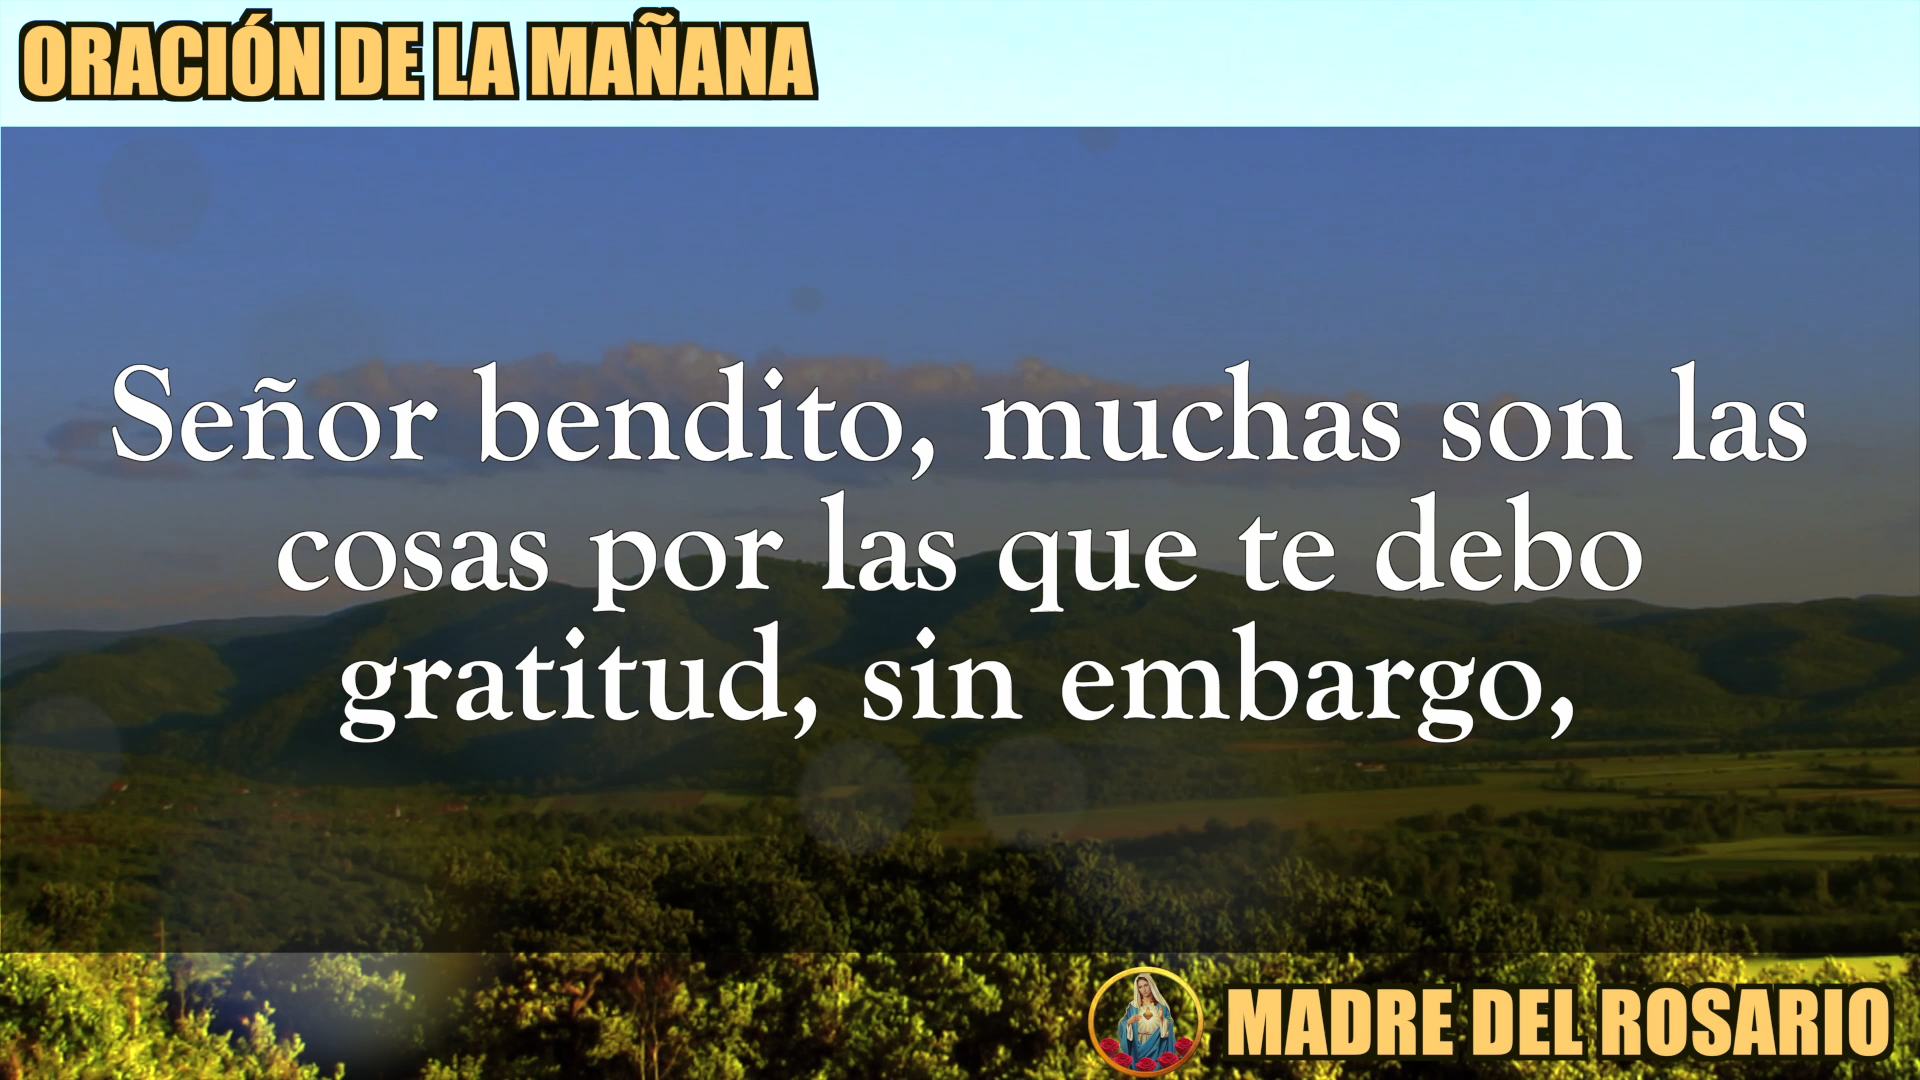 ORACIÓN DE LA MAÑANA
Señor bendito, muchas son las
cosas por las que te debo
gratitud, sin embargo,
MADRE DEL ROSARIO